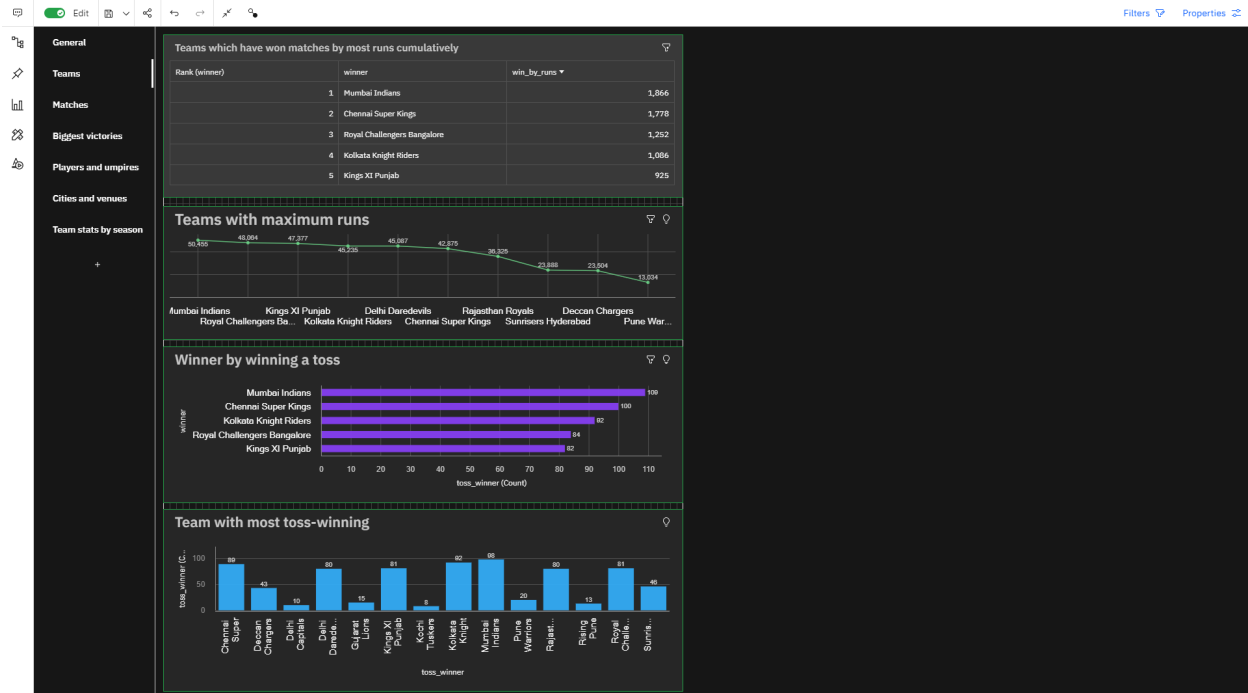 Edit
Filters
Properties
General
Teams
Matches
Biggest victories
Players and umpires
Cities and venues
Team stats by season
+
Teams which have won matches by most runs cumulatively
Rank (winner) winner win_by_runs
1 Mumbai Indians 1,866
2 Chennai Super Kings 1,778
3 Royal Challengers Bangalore 1,252
4 Kolkata Knight Riders 1,086
5 Kings XI Punjab 925
Teams with maximum runs
50,455 48,064 47,377 45,235 45,087 42,875 36,325 23,888 23,504 13,034
Mumbai Indians Kings XI Punjab Delhi Daredevils Rajasthan Royals Deccan Chargers
Royal Challengers Ba... Kolkata Knight Riders Chennai Super Kings Sunrisers Hyderabad Pune War...
Winner by winning a toss
winner
Mumbai Indians 109
Chennai Super Kings 100
Kolkata Knight Riders 92
Royal Challengers Bangalore 84
Kings XI Punjab 82
0 10 20 30 40 50 60 70 80 90 100 110
toss_winner (Count)
Team with most toss-winning
toss_winner (C...
100
50
0
89 43 10 80 15 81 8 92 98 20 80 13 81 46
Chennai Super
Deccan Chargers
Delhi Capitals
Delhi Darede...
Gujarat Lions
Kings XI Punjab
Kochi Tuskers
Kolkata Knight
Mumbai Indians
Pune Warriors
Rajast...
Rising Pune
Royal Challe...
Sunris...
toss_winner